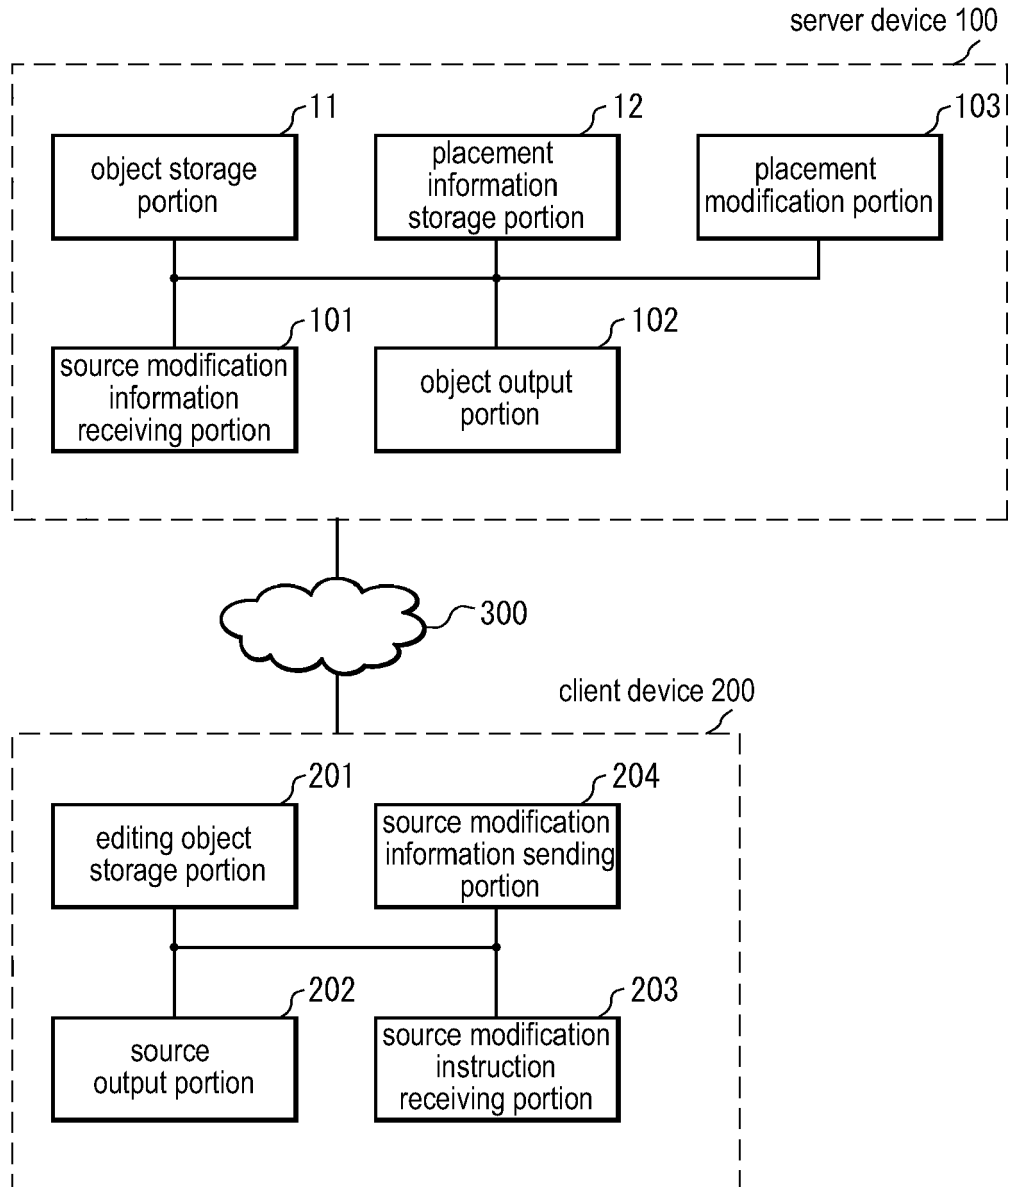 server device 100
11
object storage
portion
12
placement
information
storage portion
103
placement
modification portion
101
source modification
information
receiving portion
102
object output
portion
300
client device 200
201
editing object
storage portion
204
source modification
information sending
portion
202
source
output portion
203
source modification
instruction
receiving portion